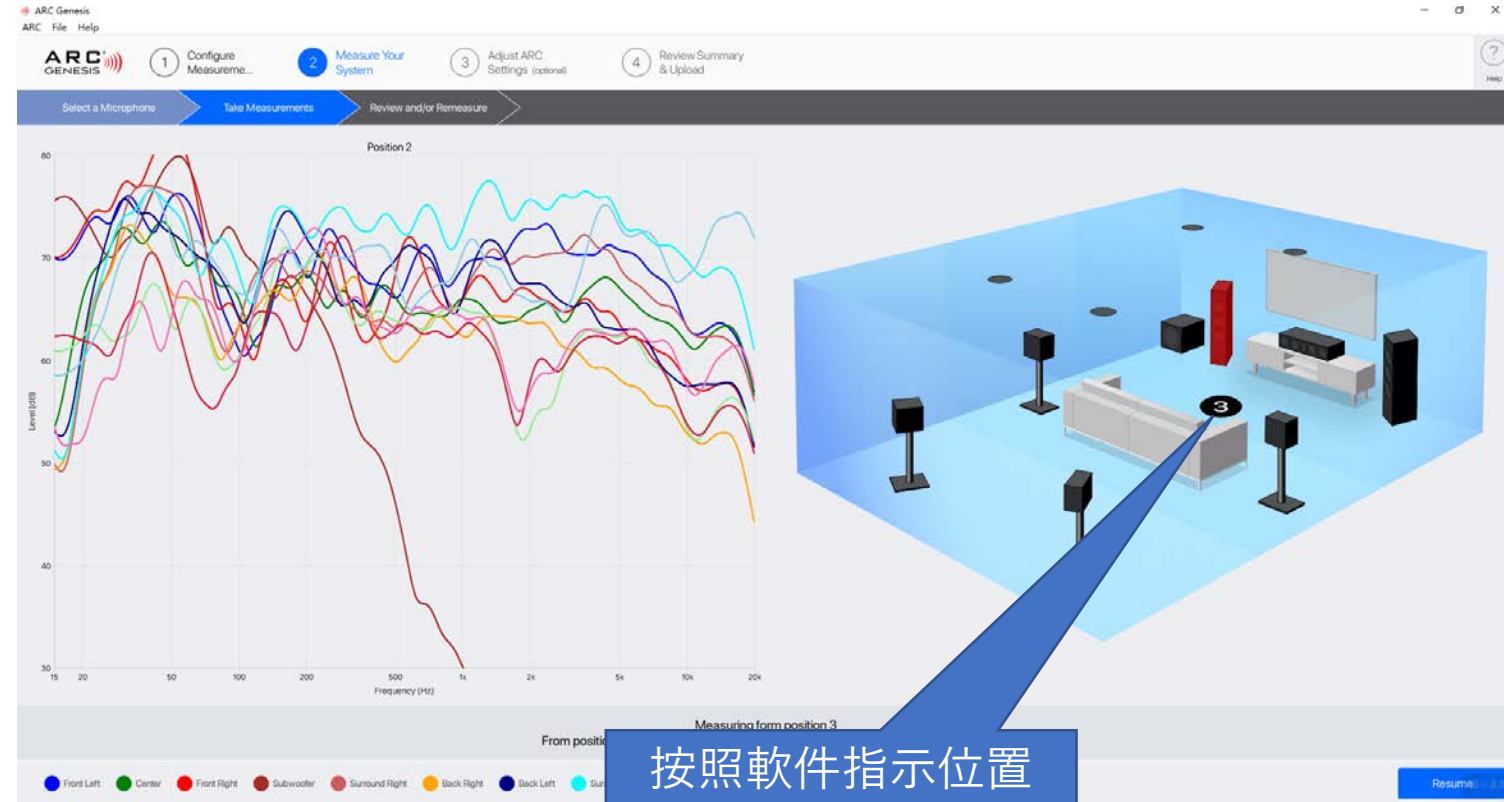 ARC Genesis
ARC File Help
ARC GENESIS
1 Configure Measureme...
2 Measure Your System
3 Adjust ARC Settings (optional)
4 Review Summary & Upload
?
Help
Select a Microphone
Take Measurements
Review and/or Remeasure
Position 2
80
70
60
50
40
30
Level (dB)
15 20 50 100 200 500 1k 2k 5k 10k 20k
Frequency (Hz)
3
Measuring form position 3
From
按照軟件指示位置
Front Left
Center
Front Right
Subwoofer
Surround Right
Back Right
Back Left
Resume